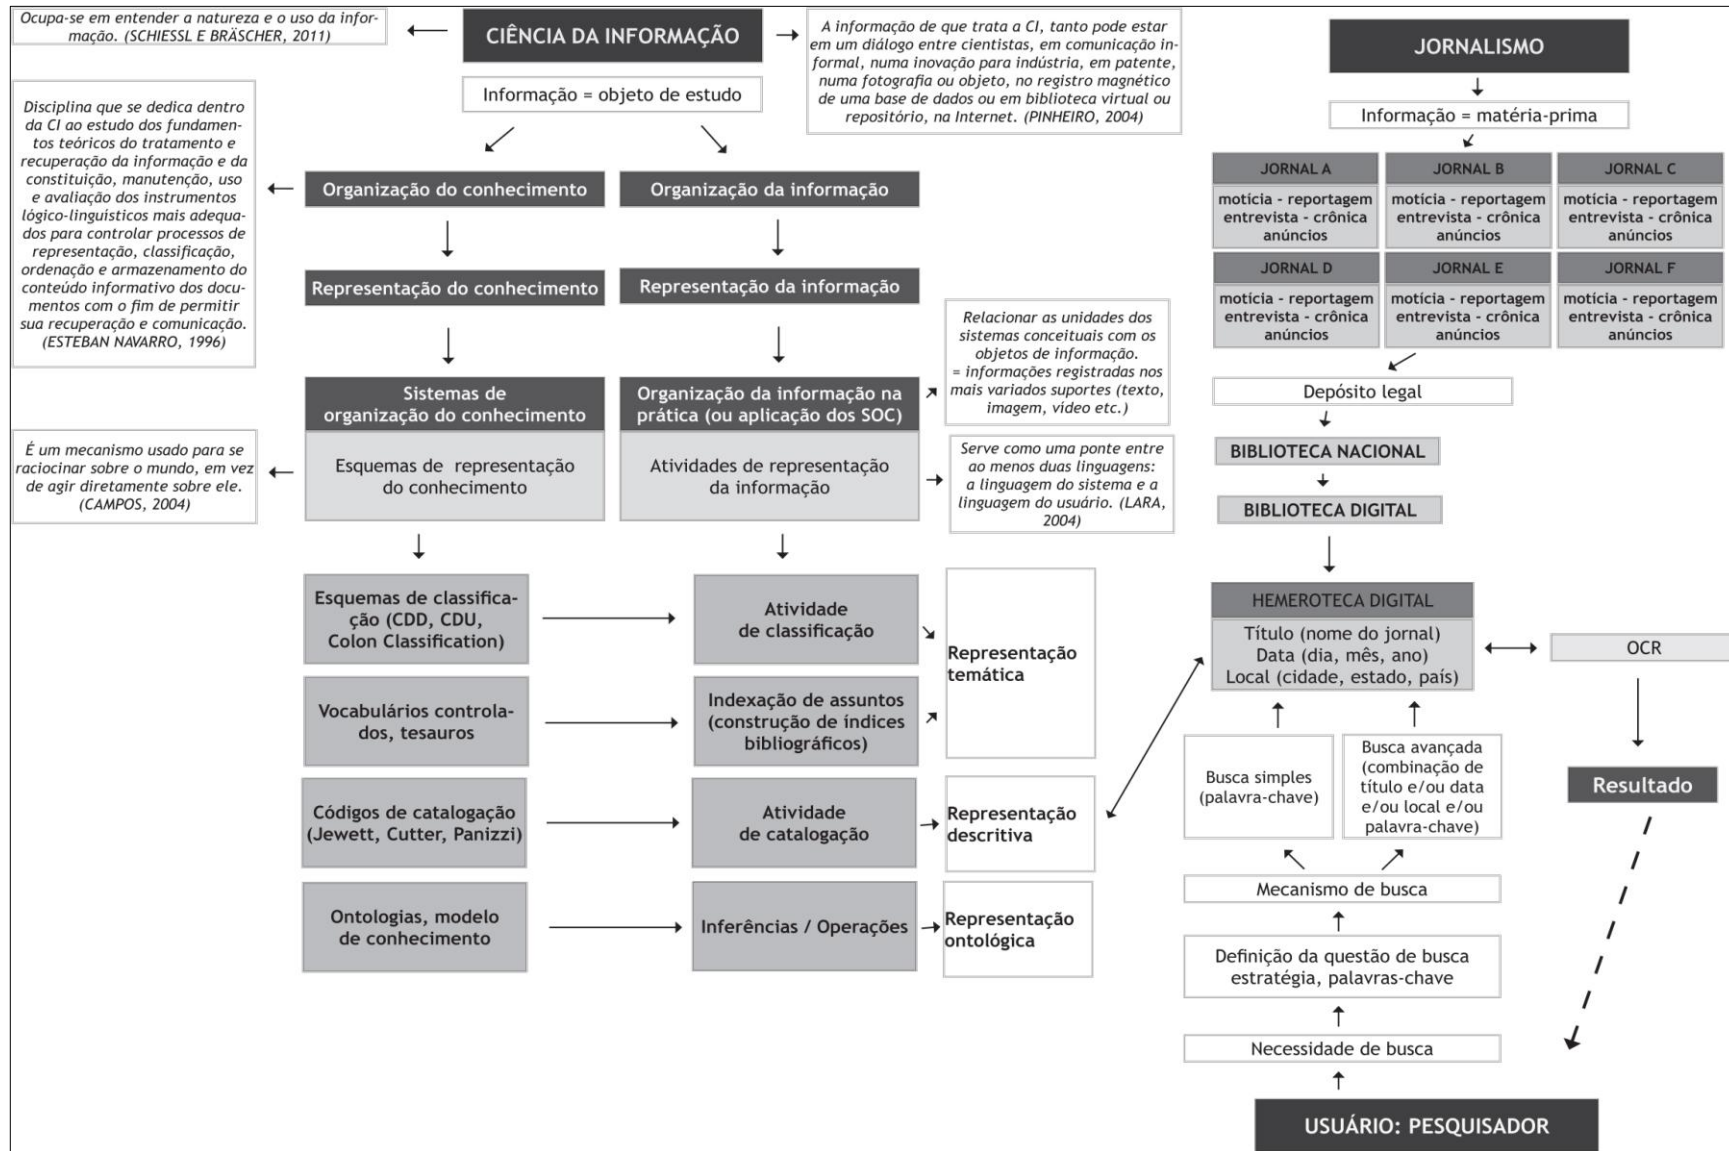 Ocupa-se em entender a natureza e o uso da infor-
mação. (SCHIESSL E BRÄSCHER, 2011)
CIÊNCIA DA INFORMAÇÃO
A informação de que trata a CI, tanto pode estar
em um diálogo entre cientistas, em comunicação in-
formal, numa inovação para indústria, em patente,
numa fotografia ou objeto, no registro magnético
de uma base de dados ou em biblioteca virtual ou
repositório, na Internet. (PINHEIRO, 2004)
Informação = objeto de estudo
Disciplina que se dedica dentro
da CI ao estudo dos fundamen-
tos teóricos do tratamento e
recuperação da informação e da
constituição, manutenção, uso
e avaliação dos instrumentos
lógico-linguísticos mais adequa-
dos para controlar processos de
representação, classificação,
ordenação e armazenamento do
conteúdo informativo dos docu-
mentos com o fim de permitir
sua recuperação e comunicação.
(ESTEBAN NAVARRO, 1996)
Organização do conhecimento
Organização da informação
Representação do conhecimento
Representação da informação
Relacionar as unidades dos
sistemas conceituais com os
objetos de informação.
= informações registradas nos
mais variados suportes (texto,
imagem, vídeo etc.)
Sistemas de
organização do conhecimento
Esquemas de representação
do conhecimento
Organização da informação na
prática (ou aplicação dos SOC)
Atividades de representação
da informação
É um mecanismo usado para se
raciocinar sobre o mundo, em vez
de agir diretamente sobre ele.
(CAMPOS, 2004)
Serve como uma ponte entre
ao menos duas linguagens:
a linguagem do sistema e a
linguagem do usuário. (LARA,
2004)
Esquemas de classifica-
ção (CDD, CDU,
Colon Classification)
Atividade
de classificação
Representação
temática
Vocabulários controla-
dos, tesauros
Indexação de assuntos
(construção de índices
bibliográficos)
Códigos de catalogação
(Jewett, Cutter, Panizzi)
Atividade
de catalogação
Representação
descritiva
Ontologias, modelo
de conhecimento
Inferências / Operações
Representação
ontológica
JORNALISMO
Informação = matéria-prima
JORNAL A
motícia - reportagem
entrevista - crônica
anúncios
JORNAL B
motícia - reportagem
entrevista - crônica
anúncios
JORNAL C
motícia - reportagem
entrevista - crônica
anúncios
JORNAL D
motícia - reportagem
entrevista - crônica
anúncios
JORNAL E
motícia - reportagem
entrevista - crônica
anúncios
JORNAL F
motícia - reportagem
entrevista - crônica
anúncios
Depósito legal
BIBLIOTECA NACIONAL
BIBLIOTECA DIGITAL
HEMEROTECA DIGITAL
Título (nome do jornal)
Data (dia, mês, ano)
Local (cidade, estado, país)
OCR
Busca simples
(palavra-chave)
Busca avançada
(combinação de
título e/ou data
e/ou local e/ou
palavra-chave)
Resultado
Mecanismo de busca
Definição da questão de busca
estratégia, palavras-chave
Necessidade de busca
USUÁRIO: PESQUISADOR